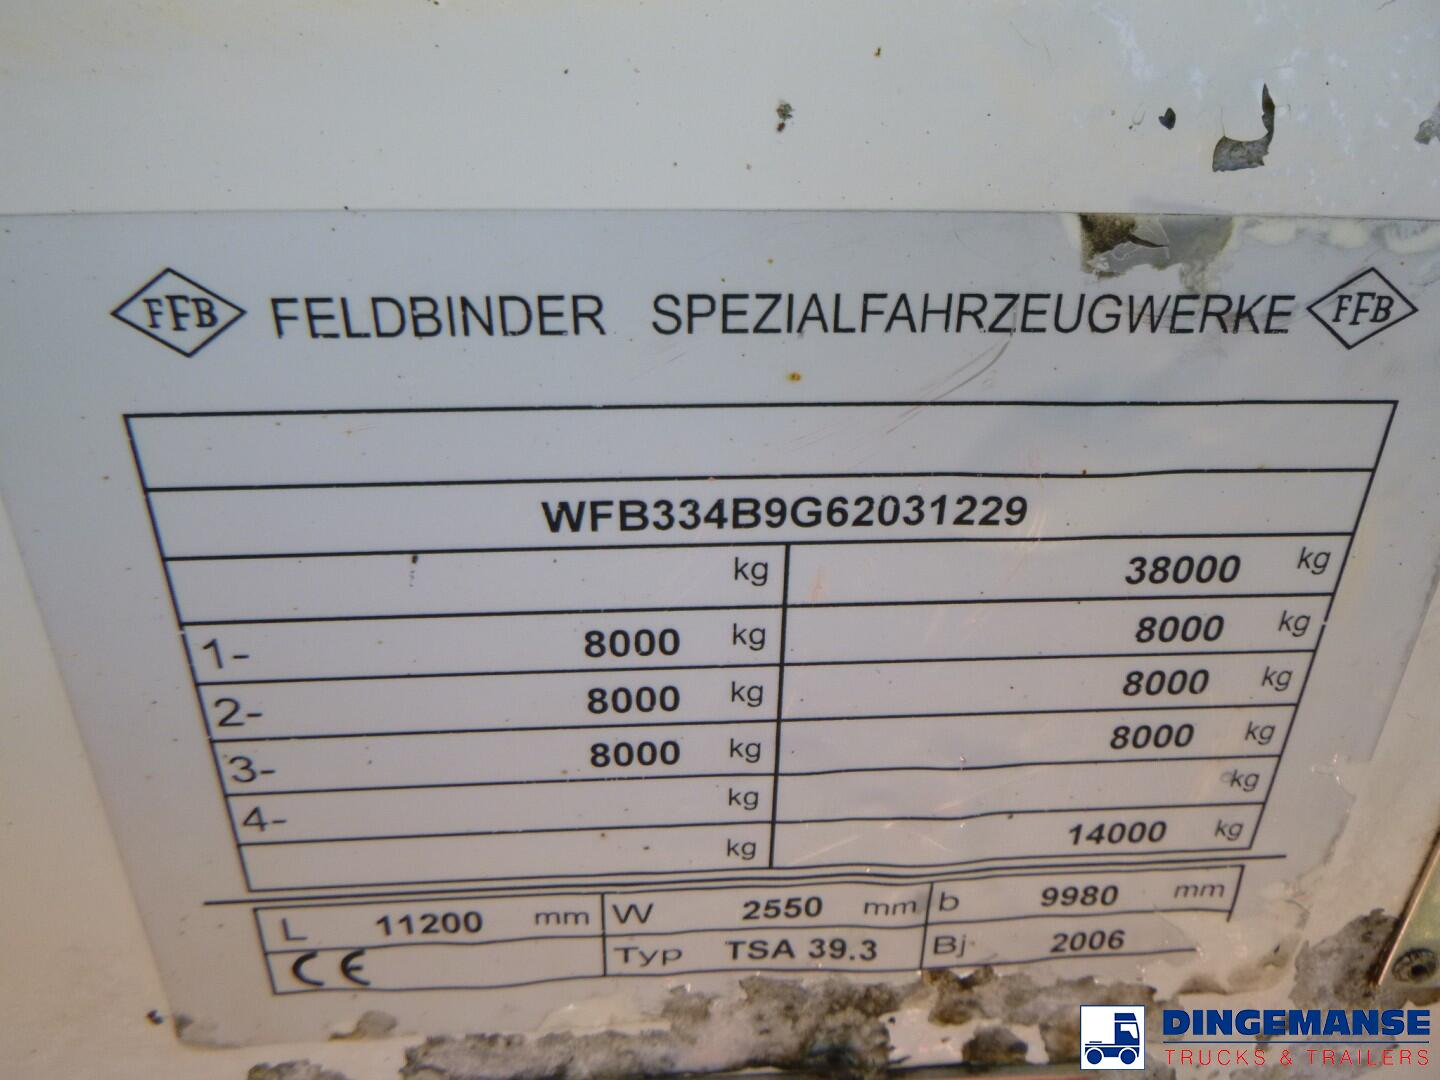 FFB FELDBINDER SPEZIALFAHRZEUGWERKE FFB
WFB334B9G62031229
kg 38000 kg
1- 8000 kg 8000 kg
2- 8000 kg 8000 kg
3- 8000 kg 8000 kg
4- kg kg
kg 14000 kg
L 11200 mm W 2550 mm b 9980 mm
CE Typ TSA 39.3 Bj 2006
DINGEMANSE
TRUCKS & TRAILERS